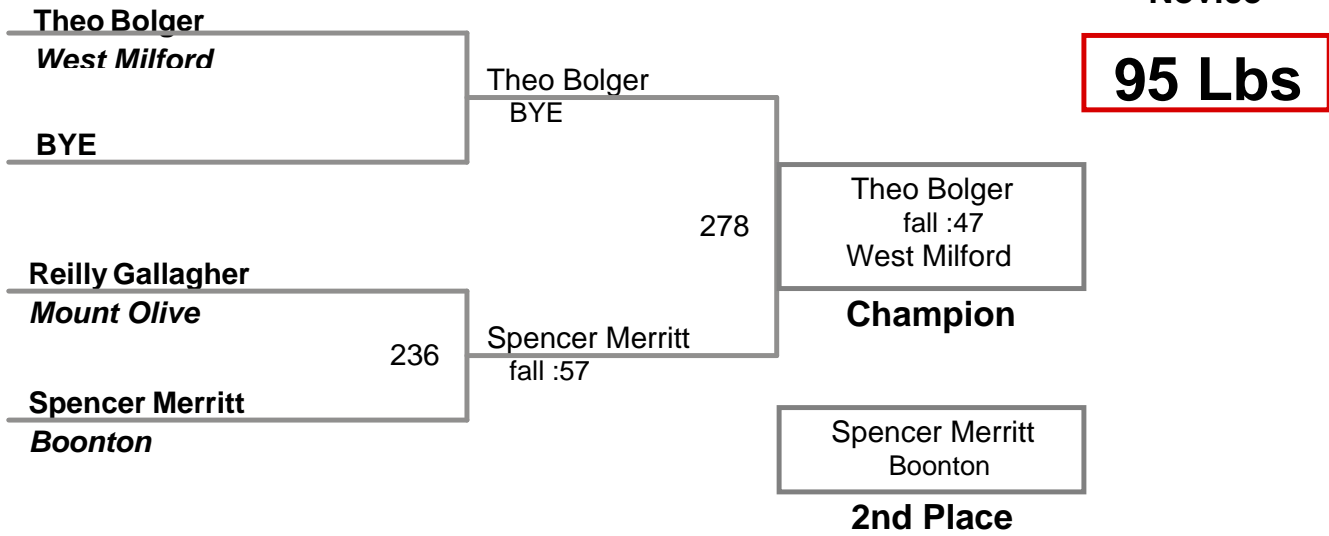 Novice
Theo Bolger
West Milford
95 Lbs
Theo Bolger
BYE
BYE
Theo Bolger
fall :47
West Milford
278
Reilly Gallagher
Mount Olive
Champion
Spencer Merritt
236
fall :57
Spencer Merritt
Boonton
Spencer Merritt
Boonton
2nd Place